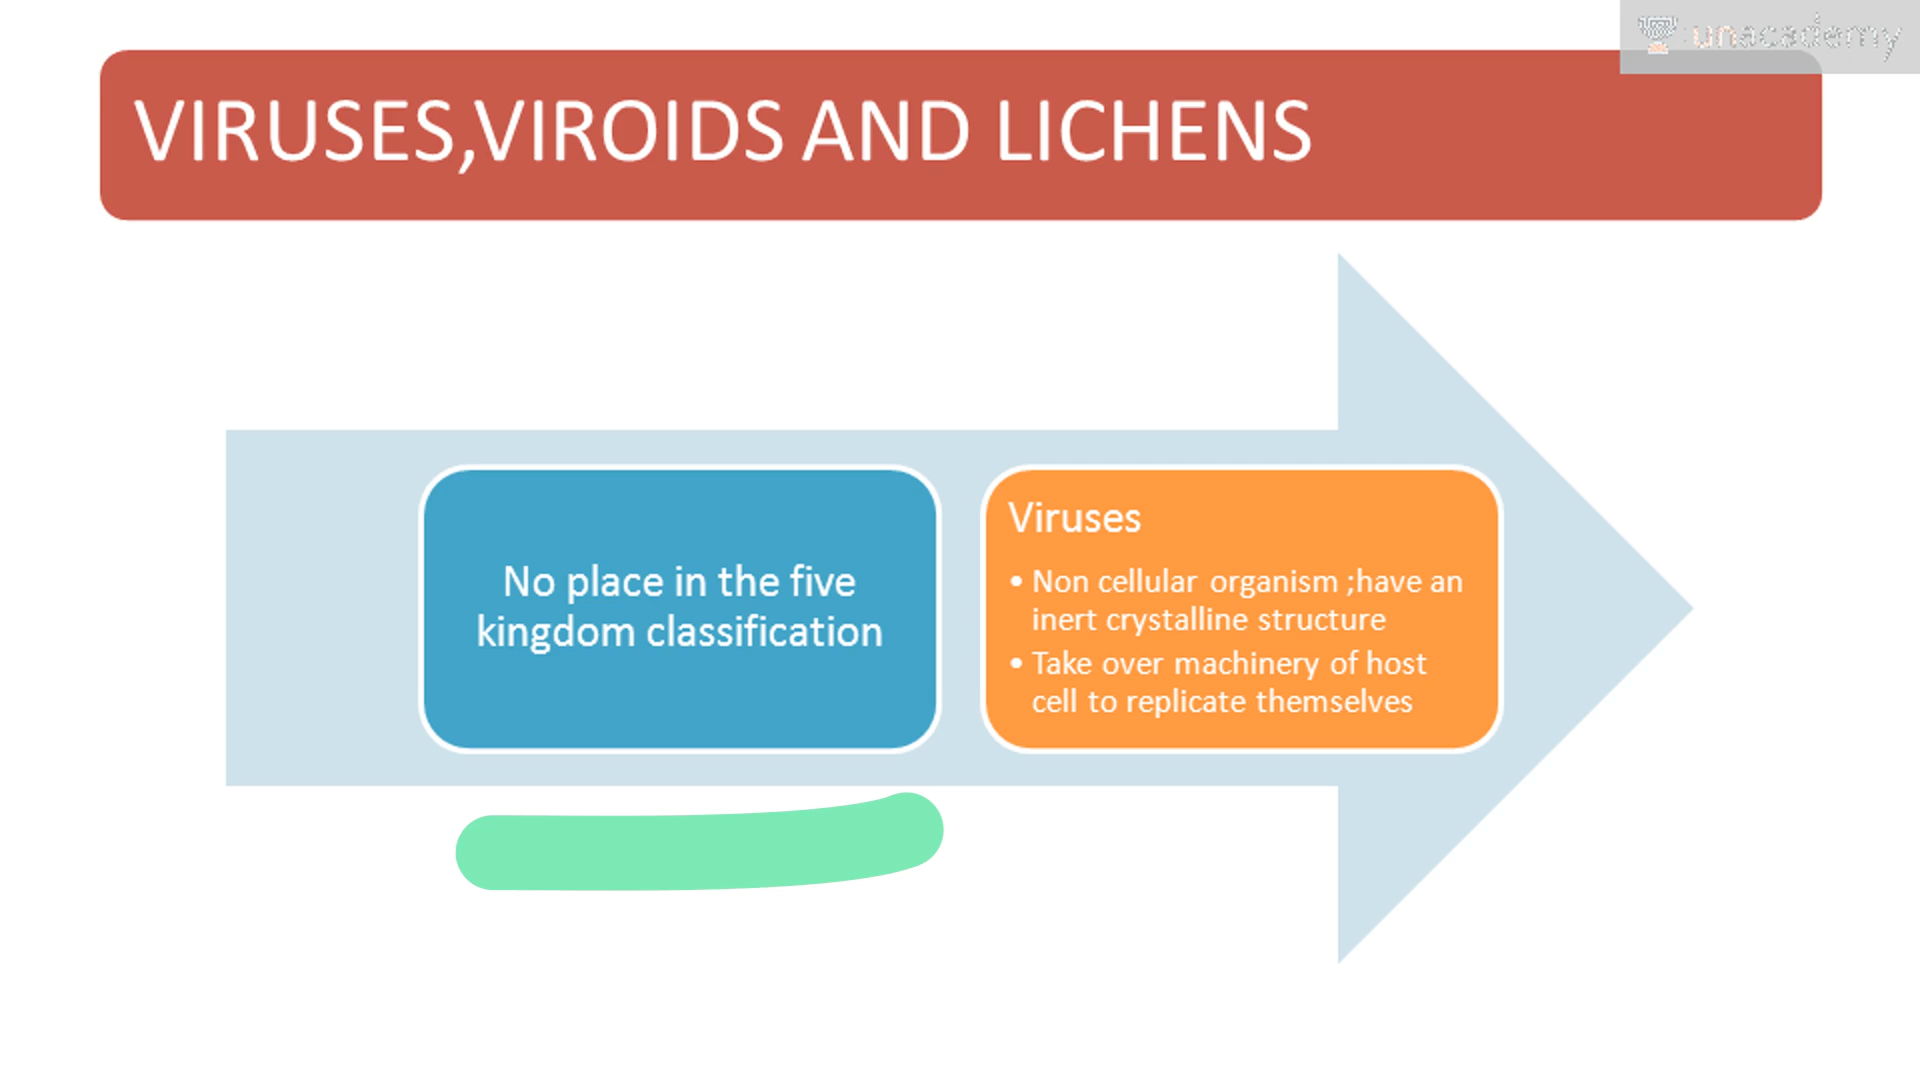 unacademy
VIRUSES,VIROIDS AND LICHENS
No place in the five
kingdom classification
Viruses
• Non cellular organism ;have an
inert crystalline structure
• Take over machinery of host
cell to replicate themselves